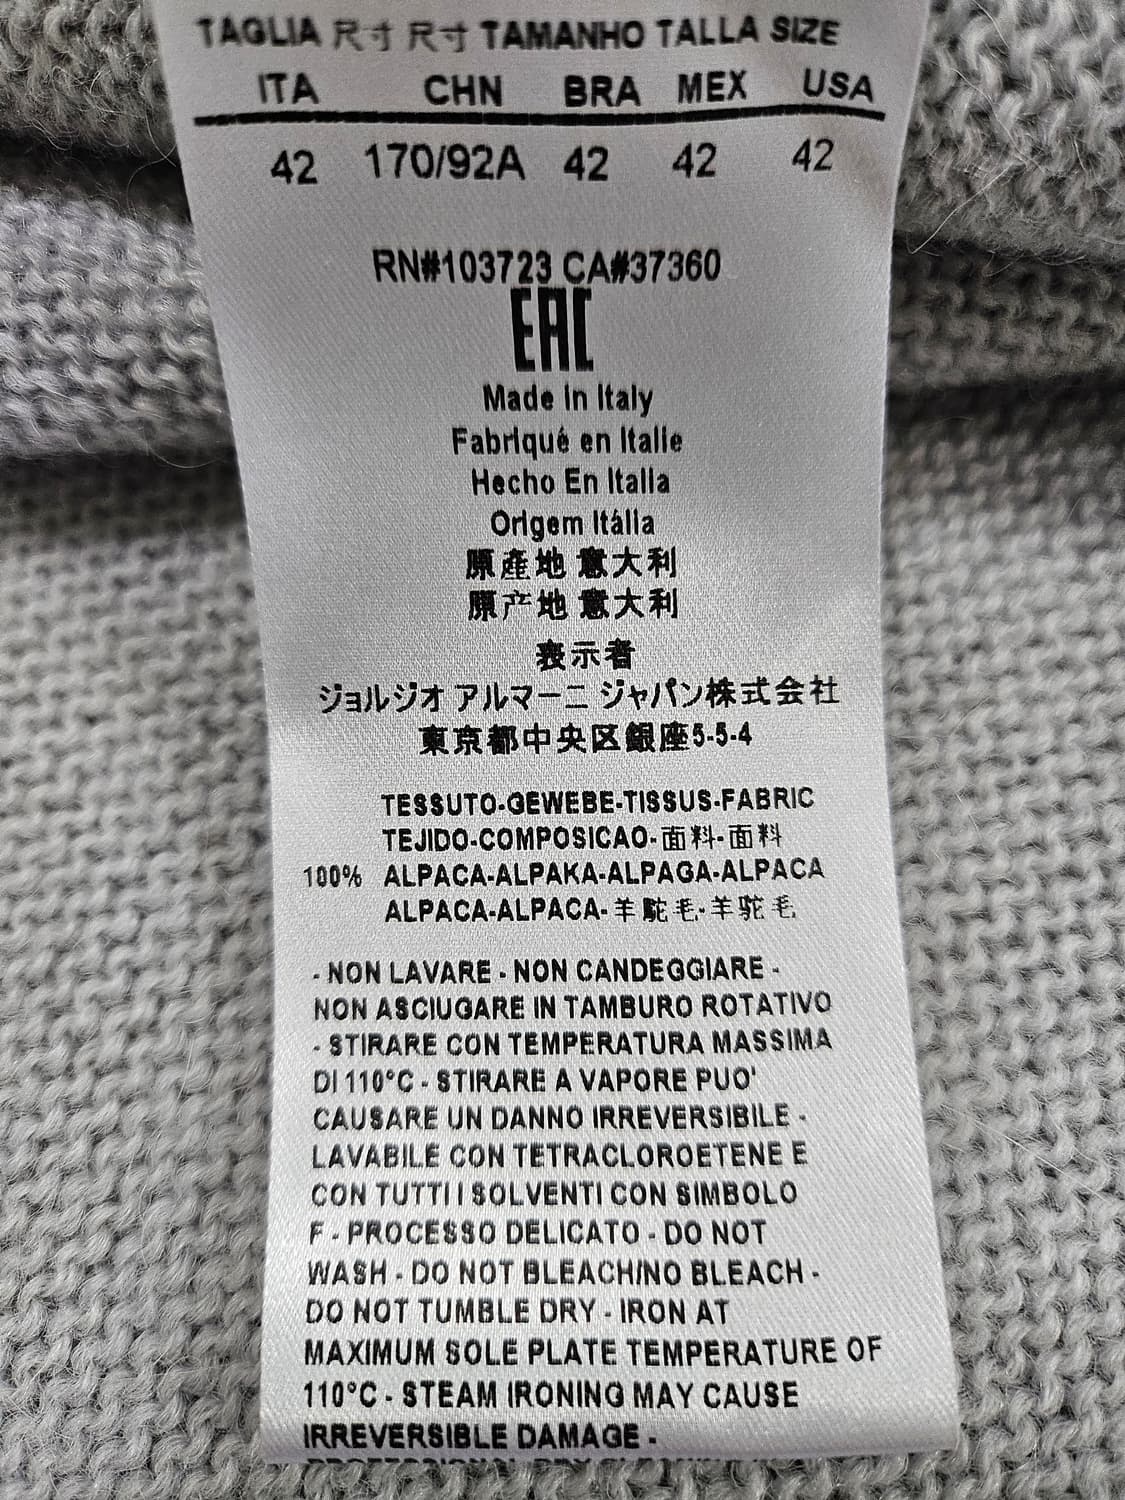 TAGLIA 尺寸 尺寸 TAMANHO TALLA SIZE
ITA CHN BRA MEX USA
42 170/92A 42 42 42
RN#103723 CA#37360
EAC
Made In Italy
Fabriqué en Italie
Hecho En Italia
Origem Itália
原產地 意大利
原产地 意大利
表示者
ジョルジオ アルマーニ ジャパン株式会社
東京都中央区銀座5-5-4
TESSUTO-GEWEBE-TISSUS-FABRIC
TEJIDO-COMPOSICAO-面料-面料
100% ALPACA-ALPAKA-ALPAGA-ALPACA
ALPACA-ALPACA-羊駝毛-羊驼毛
- NON LAVARE - NON CANDEGGIARE -
NON ASCIUGARE IN TAMBURO ROTATIVO
- STIRARE CON TEMPERATURA MASSIMA
DI 110°C - STIRARE A VAPORE PUO'
CAUSARE UN DANNO IRREVERSIBILE -
LAVABILE CON TETRACLOROETENE E
CON TUTTI I SOLVENTI CON SIMBOLO
F - PROCESSO DELICATO - DO NOT
WASH - DO NOT BLEACH/NO BLEACH -
DO NOT TUMBLE DRY - IRON AT
MAXIMUM SOLE PLATE TEMPERATURE OF
110°C - STEAM IRONING MAY CAUSE
IRREVERSIBLE DAMAGE -